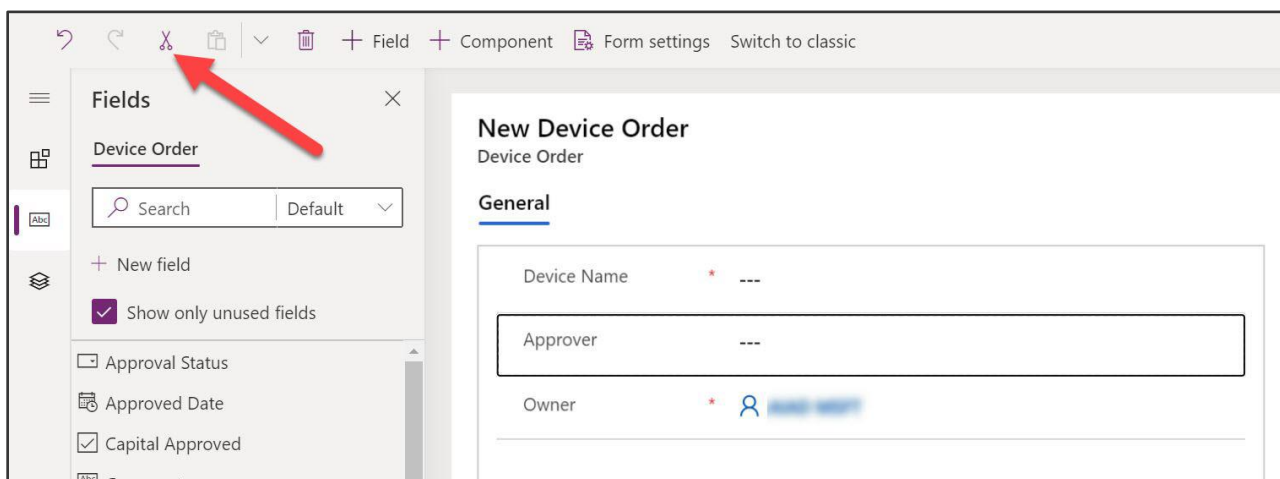 + Field + Component Form settings Switch to classic
Fields
Device Order
Search Default
+ New field
Show only unused fields
Approval Status
Approved Date
Capital Approved
Abc
New Device Order
Device Order
General
Device Name * ---
Approver ---
Owner *